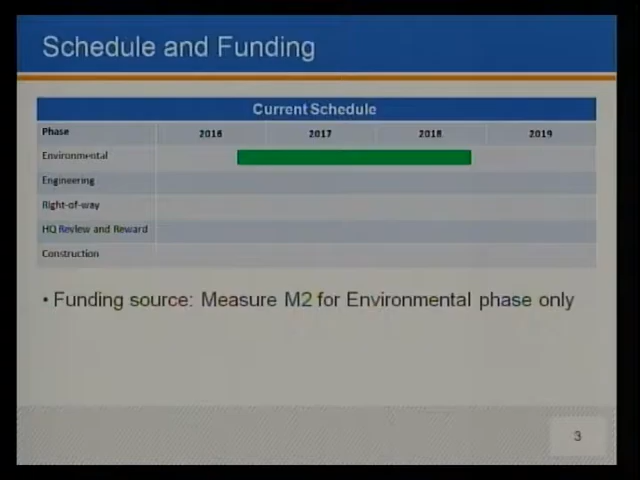 Schedule and Funding
Current Schedule
Phase 2016 2017 2018 2019
Environmental
Engineering
Right-of-way
HQ Review and Reward
Construction
• Funding source: Measure M2 for Environmental phase only
3